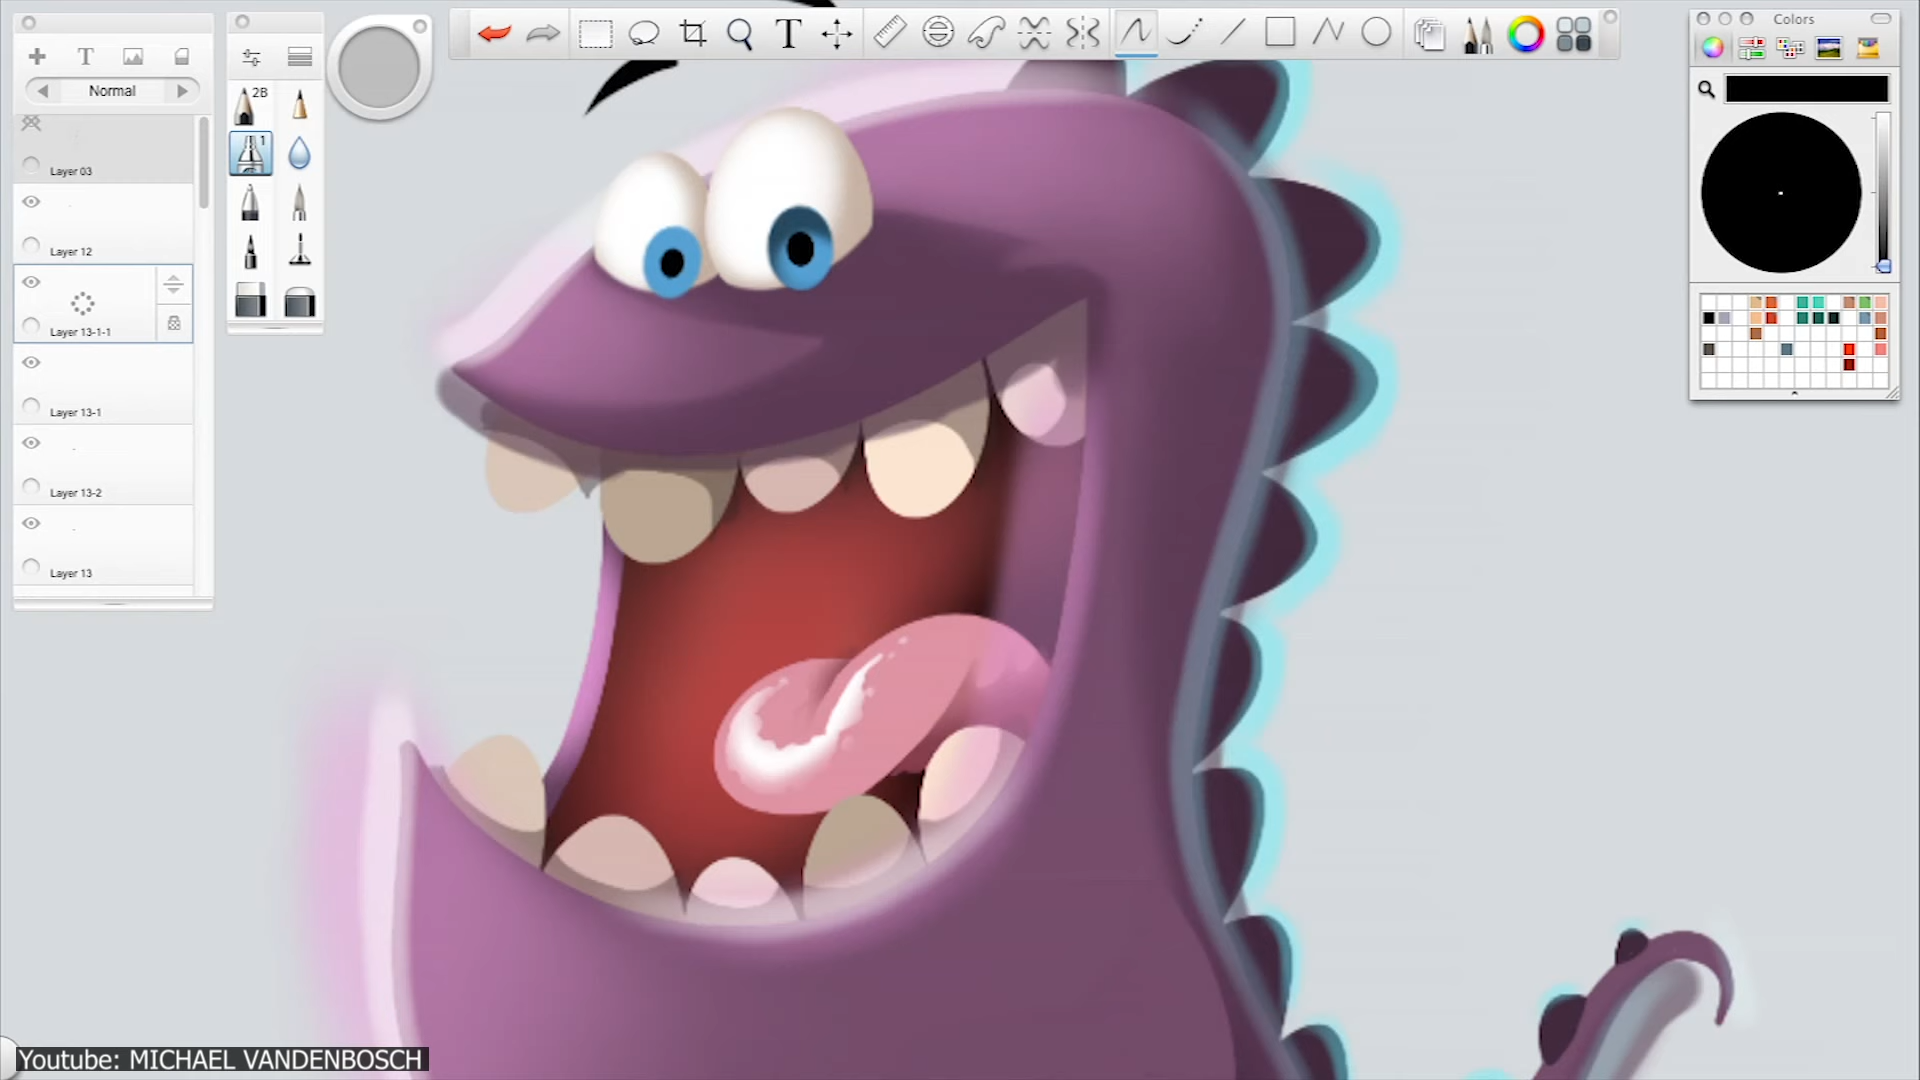 Colors
T
T
Normal
2B
1
Layer 03
Layer 12
Layer 13-1-1
Layer 13-1
Layer 13-2
Layer 13
Youtube: MICHAEL VANDENBOSCH